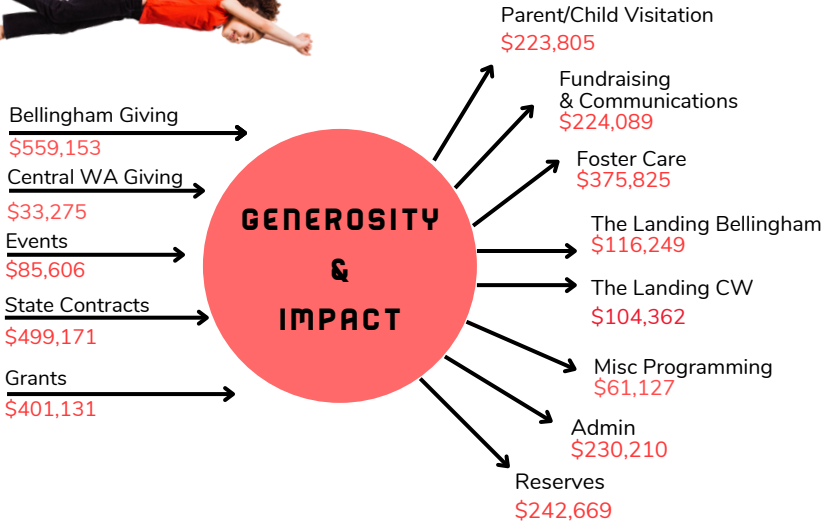 Parent/Child Visitation
$223,805
Fundraising
& Communications
$224,089
Foster Care
$375,825
The Landing Bellingham
$116,249
The Landing CW
$104,362
Misc Programming
$61,127
Admin
$230,210
Reserves
$242,669
Bellingham Giving
$559,153
Central WA Giving
$33,275
Events
$85,606
State Contracts
$499,171
Grants
$401,131
GENEROSITY
&
IMPACT